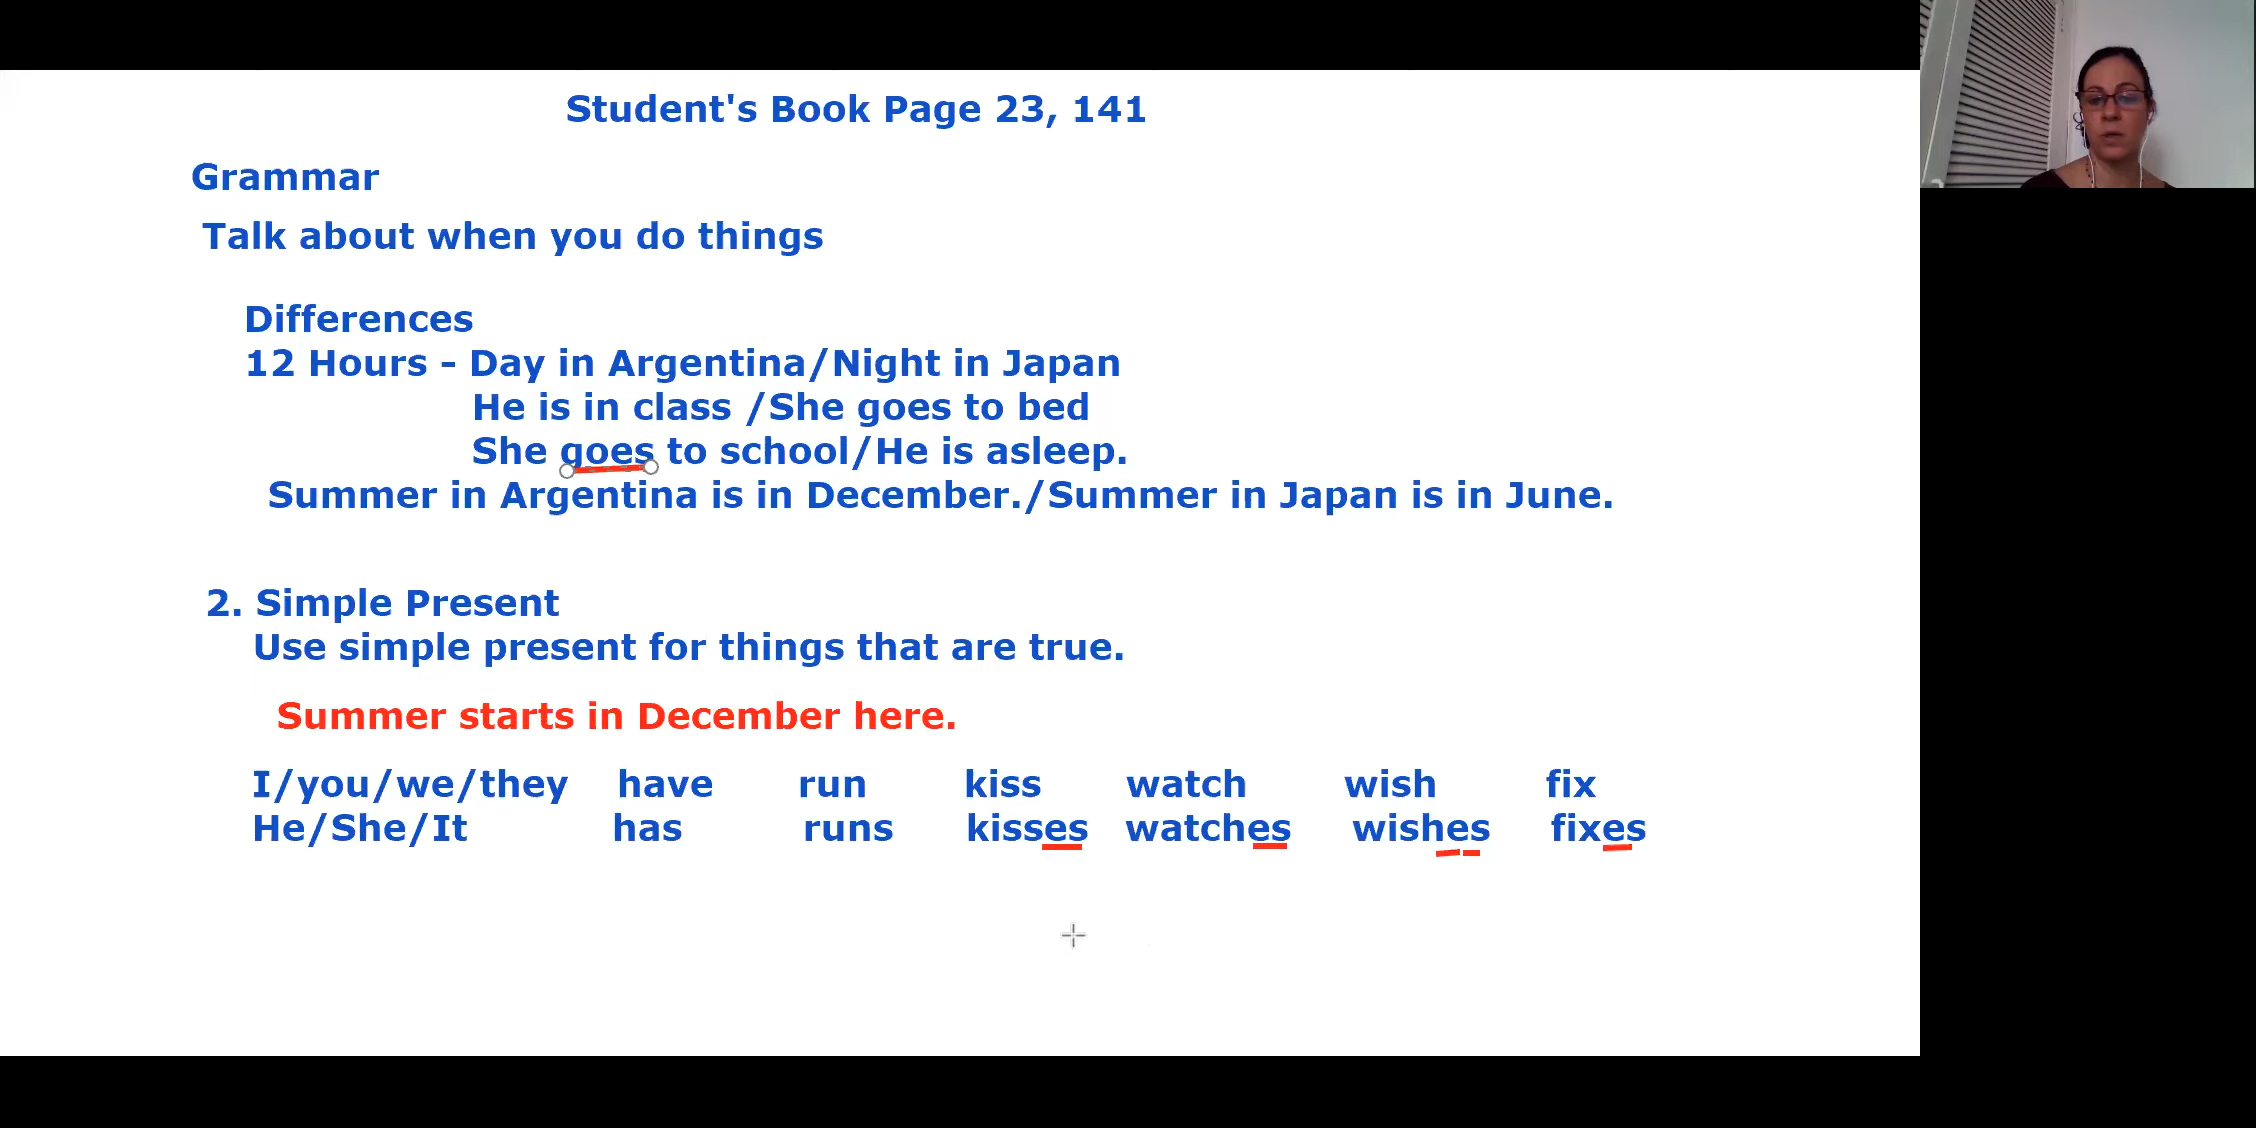 Student's Book Page 23, 141
Grammar
Talk about when you do things
Differences
12 Hours - Day in Argentina/Night in Japan
He is in class /She goes to bed
She goes to school/He is asleep.
Summer in Argentina is in December./Summer in Japan is in June.
2. Simple Present
Use simple present for things that are true.
Summer starts in December here.
I/you/we/they have run kiss watch wish fix
He/She/It has runs kisses watches wishes fixes